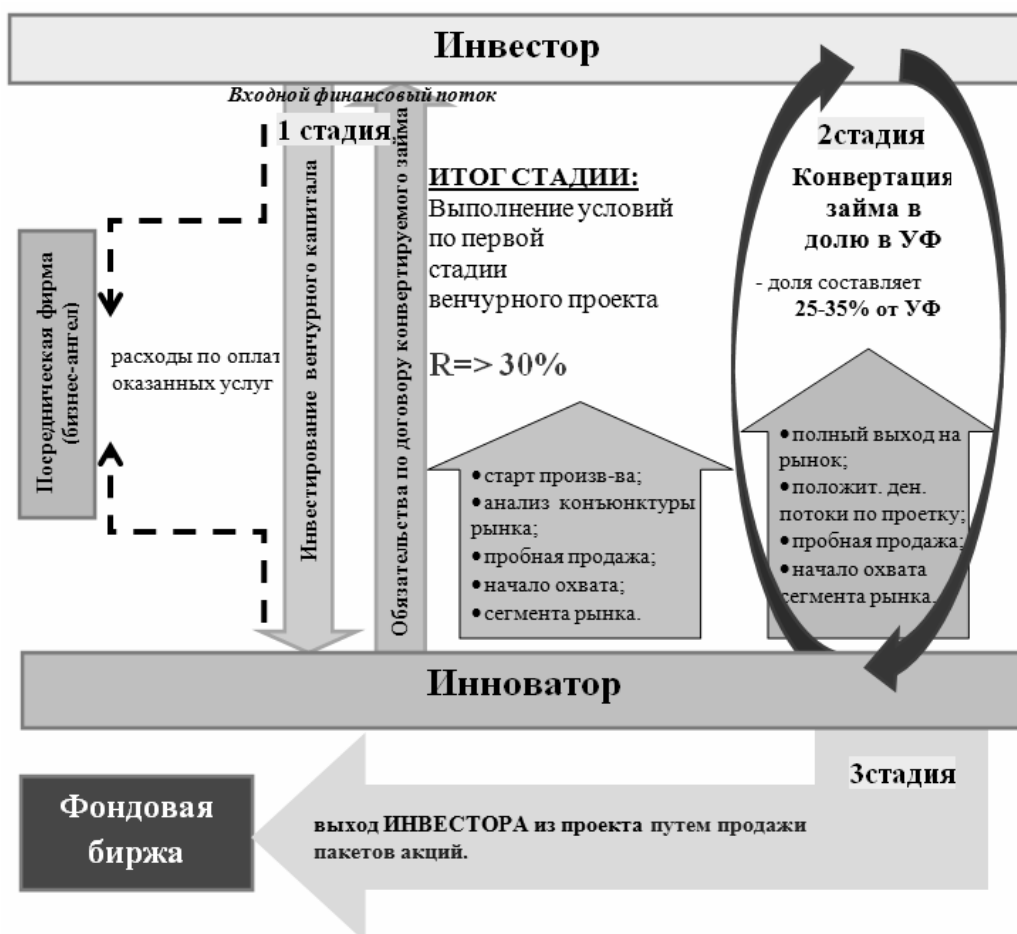 Инвестор
Входной финансовый поток
1 стадия
Инвестирование венчурного капитала
Обязательства по договору конвертируемого займа
Посредническая фирма
(бизнес-ангел)
расходы по оплат
оказанных услуг
ИТОГ СТАДИИ:
Выполнение условий
по первой
стадии
венчурного проекта
R=> 30%
•старт произв-ва;
•анализ конъюнктуры
рынка;
•пробная продажа;
•начало охвата;
•сегмента рынка.
2стадия
Конвертация
займа в
долю в УФ
- доля составляет
25-35% от УФ
•полный выход на
рынок;
•положит. ден.
потоки по проетку;
•пробная продажа;
•начало охвата
сегмента рынка.
Инноватор
3стадия
Фондовая
биржа
выход ИНВЕСТОРА из проекта путем продажи
пакетов акций.